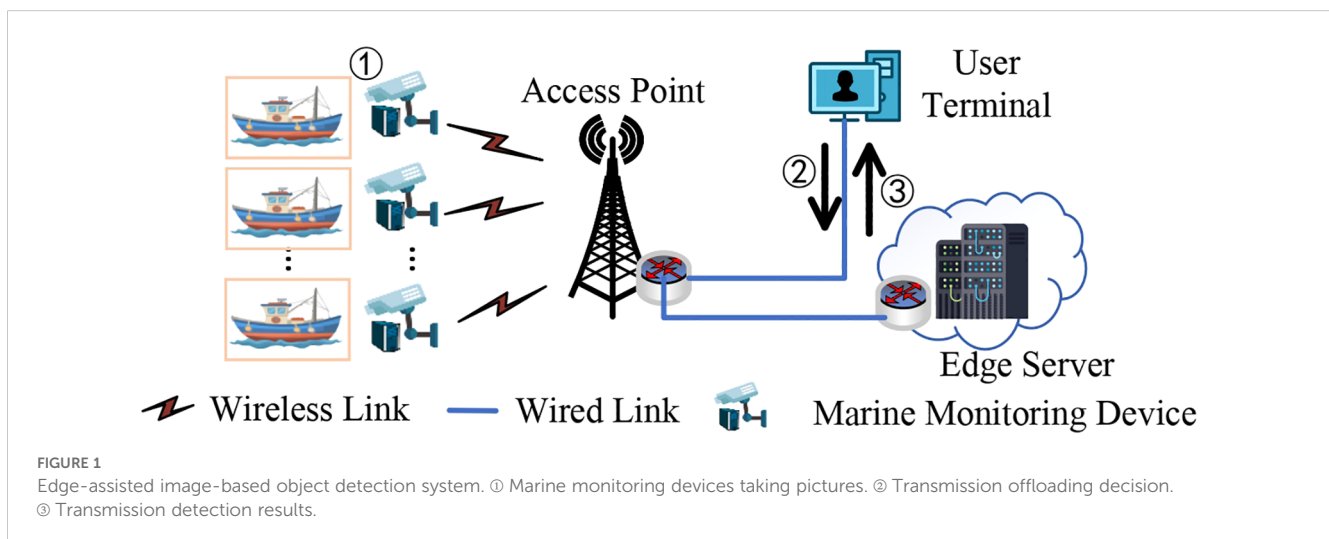 ①
Access Point
User
Terminal
②
③
Edge Server
Wireless Link
Wired Link
Marine Monitoring Device
FIGURE 1
Edge-assisted image-based object detection system. ① Marine monitoring devices taking pictures. ② Transmission offloading decision.
③ Transmission detection results.